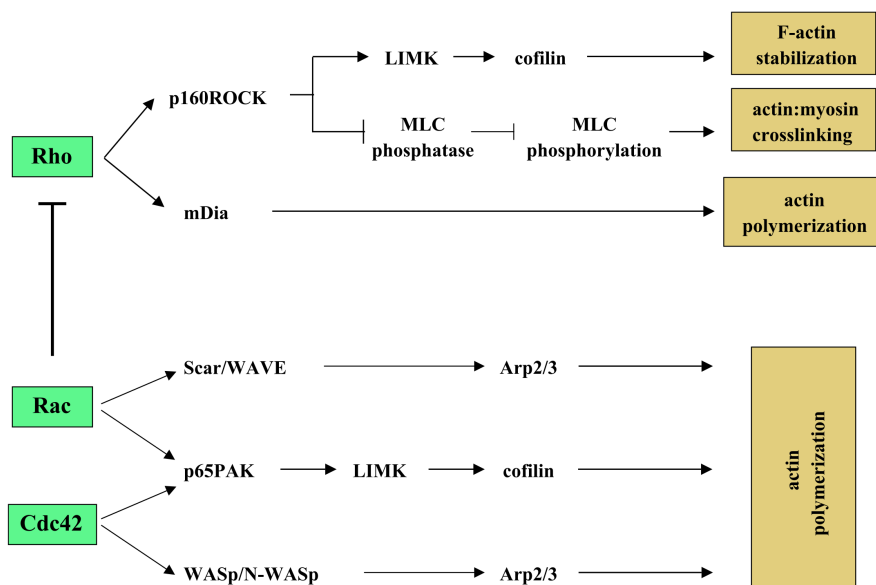 F-actin
stabilization
LIMK
cofilin
p160ROCK
actin:myosin
crosslinking
MLC
phosphatase
MLC
phosphorylation
Rho
actin
polymerization
mDia
Scar/WAVE
Arp2/3
Rac
p65PAK
LIMK
cofilin
actin
polymerization
Cdc42
WASp/N-WASp
Arp2/3